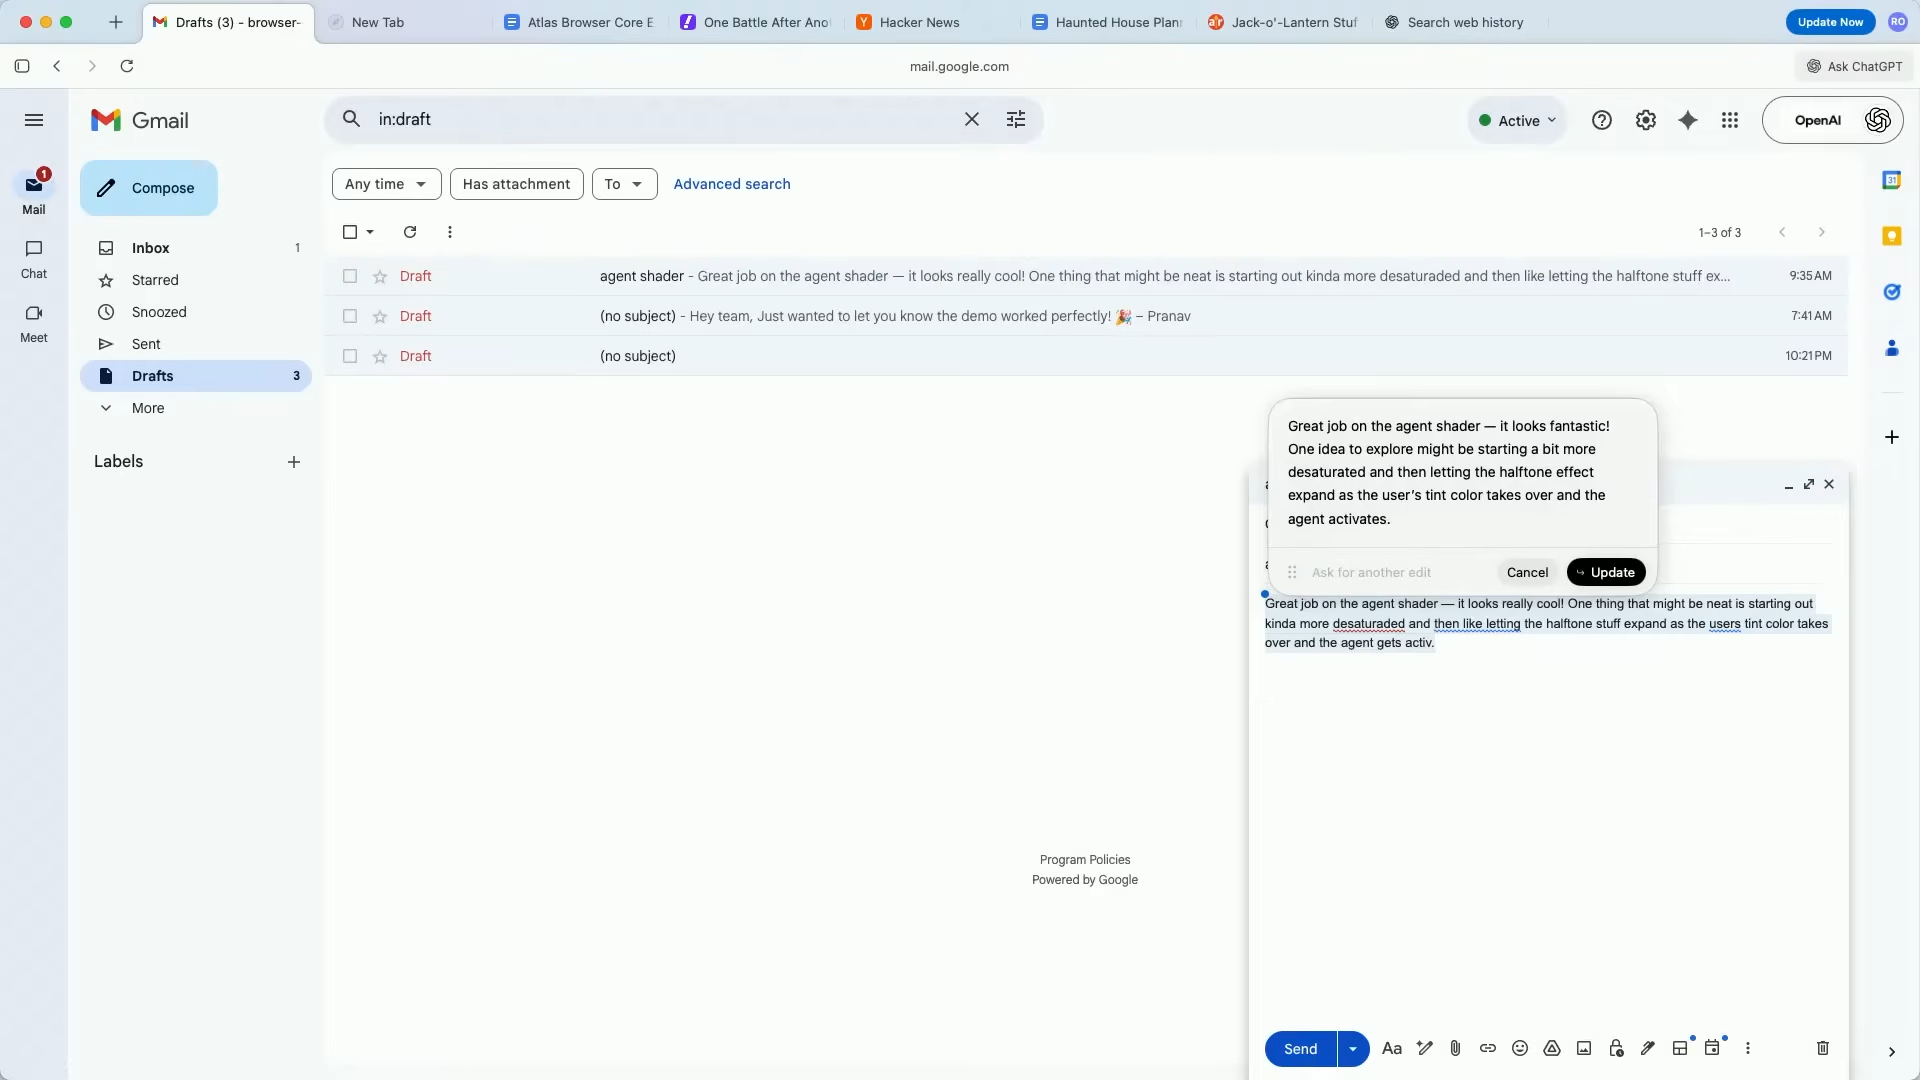 Drafts (3) - browser-
New Tab
Atlas Browser Core E
One Battle After Ano
Hacker News
Haunted House Plan
Jack-o'-Lantern Stuf
Search web history
Update Now
RO
mail.google.com
Ask ChatGPT
Gmail
in:draft
Active
OpenAI
1
Mail
Chat
Meet
Compose
Inbox 1
Starred
Snoozed
Sent
Drafts 3
More
Labels
Any time
Has attachment
To
Advanced search
1–3 of 3
Draft agent shader - Great job on the agent shader — it looks really cool! One thing that might be neat is starting out kinda more desaturaded and then like letting the halftone stuff ex... 9:35 AM
Draft (no subject) - Hey team, Just wanted to let you know the demo worked perfectly! 🎉 – Pranav 7:41 AM
Draft (no subject) 10:21 PM
31
Great job on the agent shader — it looks fantastic!
One idea to explore might be starting a bit more
desaturated and then letting the halftone effect
expand as the user’s tint color takes over and the
agent activates.
Ask for another edit
Cancel
Update
Great job on the agent shader — it looks really cool! One thing that might be neat is starting out
kinda more desaturaded and then like letting the halftone stuff expand as the users tint color takes
over and the agent gets activ.
Program Policies
Powered by Google
Send
Aa